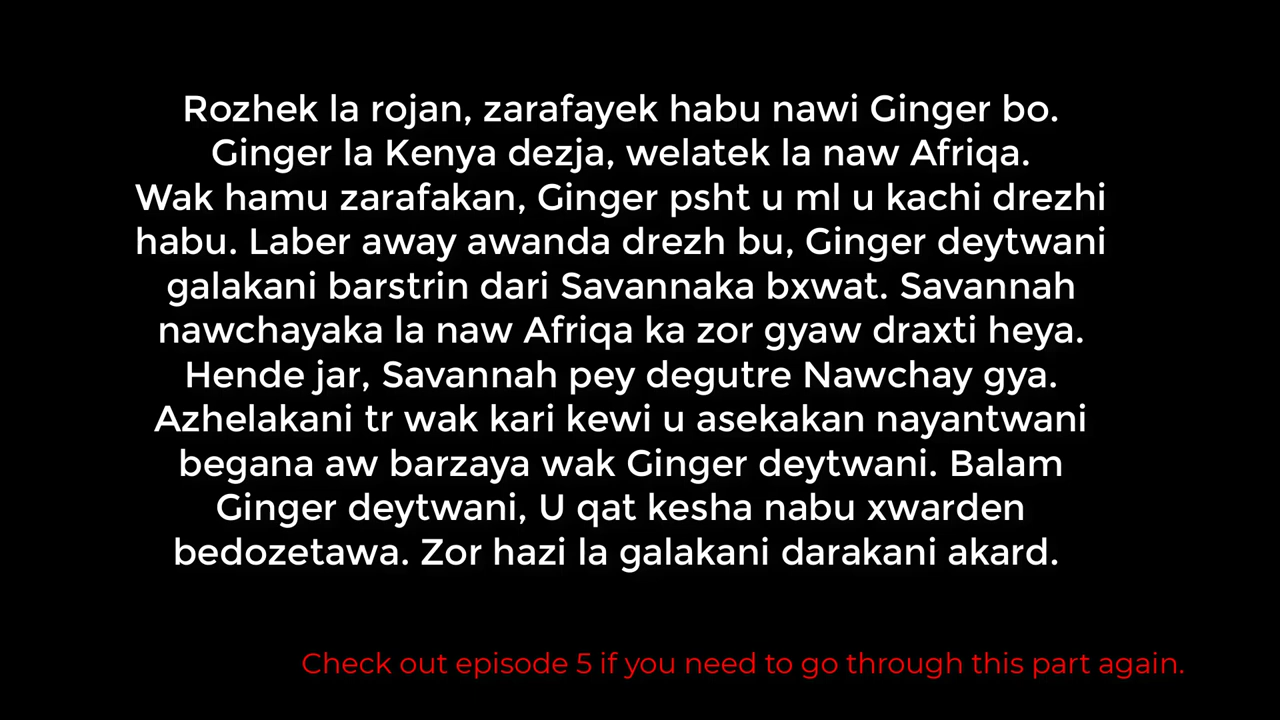 Rozhek la rojan, zarafayek habu nawi Ginger bo.
Ginger la Kenya dezja, welatek la naw Afriqa.
Wak hamu zarafakan, Ginger psht u ml u kachi drezhi
habu. Laber away awanda drezh bu, Ginger deytwani
galakani barstrin dari Savannaka bxwat. Savannah
nawchayaka la naw Afriqa ka zor gyaw draxti heya.
Hende jar, Savannah pey degutre Nawchay gya.
Azhelakani tr wak kari kewi u asekakan nayantwani
begana aw barzaya wak Ginger deytwani. Balam
Ginger deytwani, U qat kesha nabu xwarden
bedozetawa. Zor hazi la galakani darakani akard.
Check out episode 5 if you need to go through this part again.